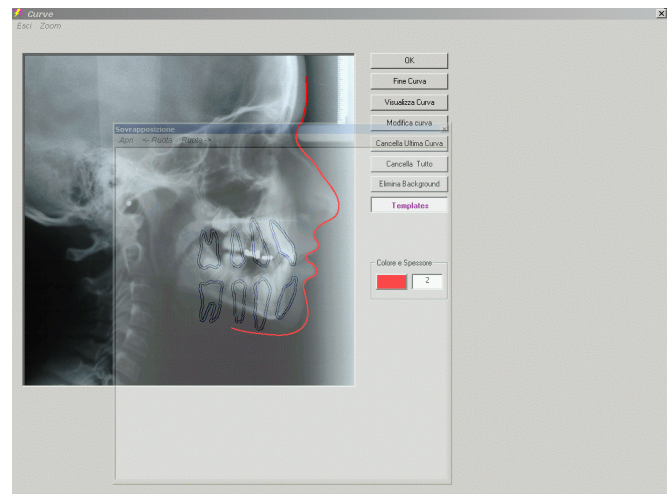 Curve
Esci Zoom
OK
Fine Curva
Visualizza Curva
Modifica curva
Sovrapposizione
Apri <- Ruota Ruota ->
Cancella Ultima Curva
Cancella Tutto
Elimina Background
Templates
Colore e Spessore
2